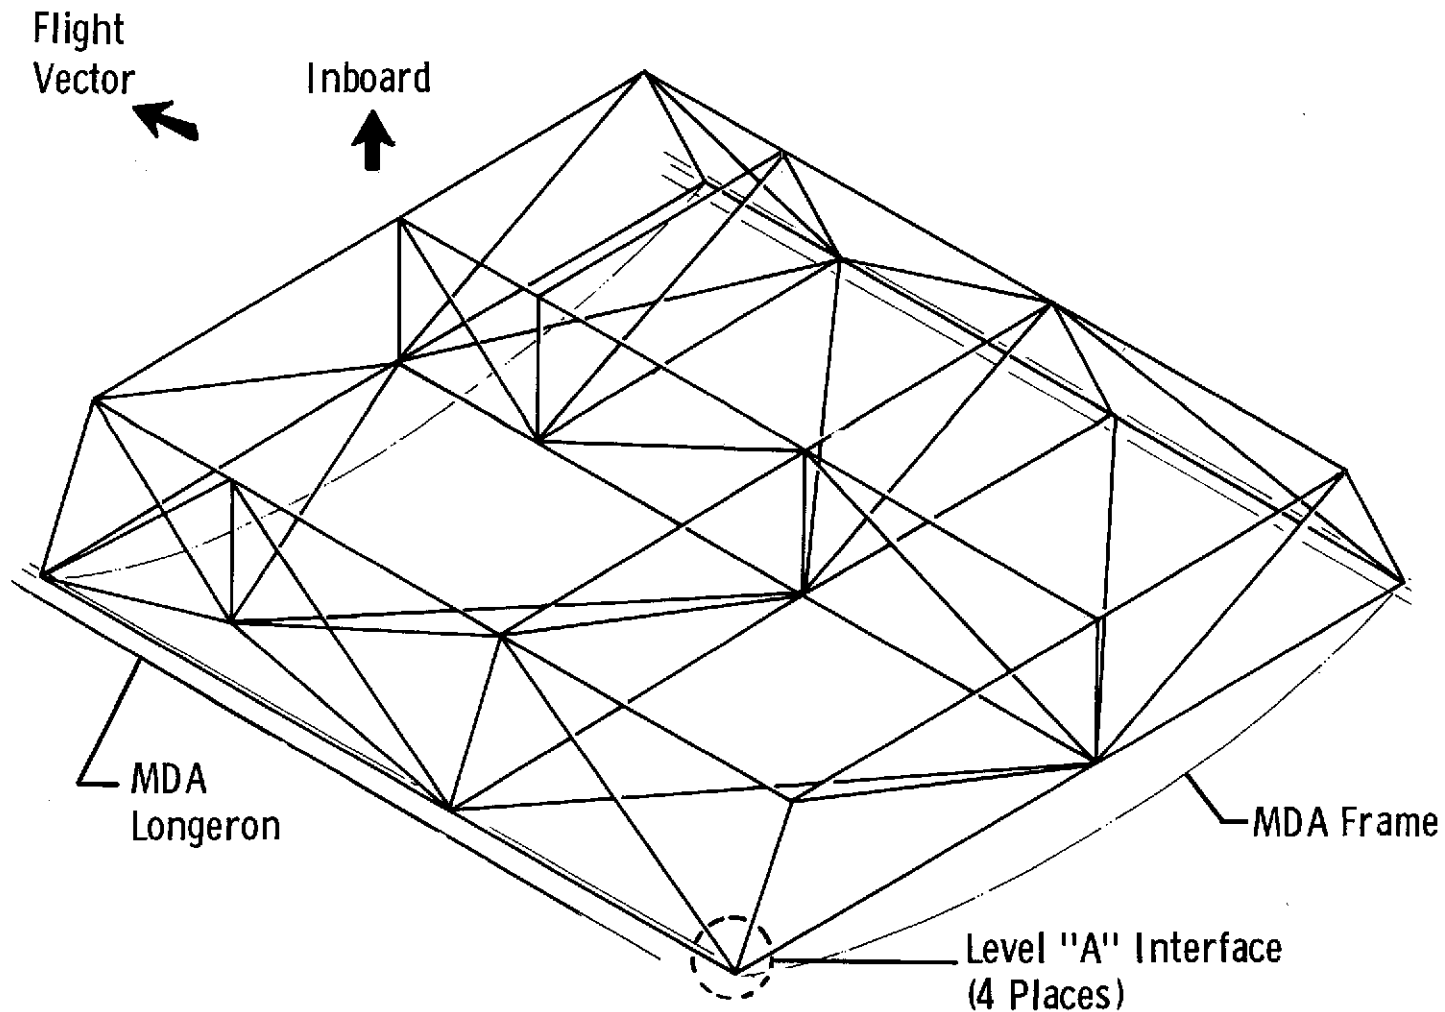 Flight
Vector
Inboard
MDA
Longeron
MDA Frame
Level "A" Interface
(4 Places)